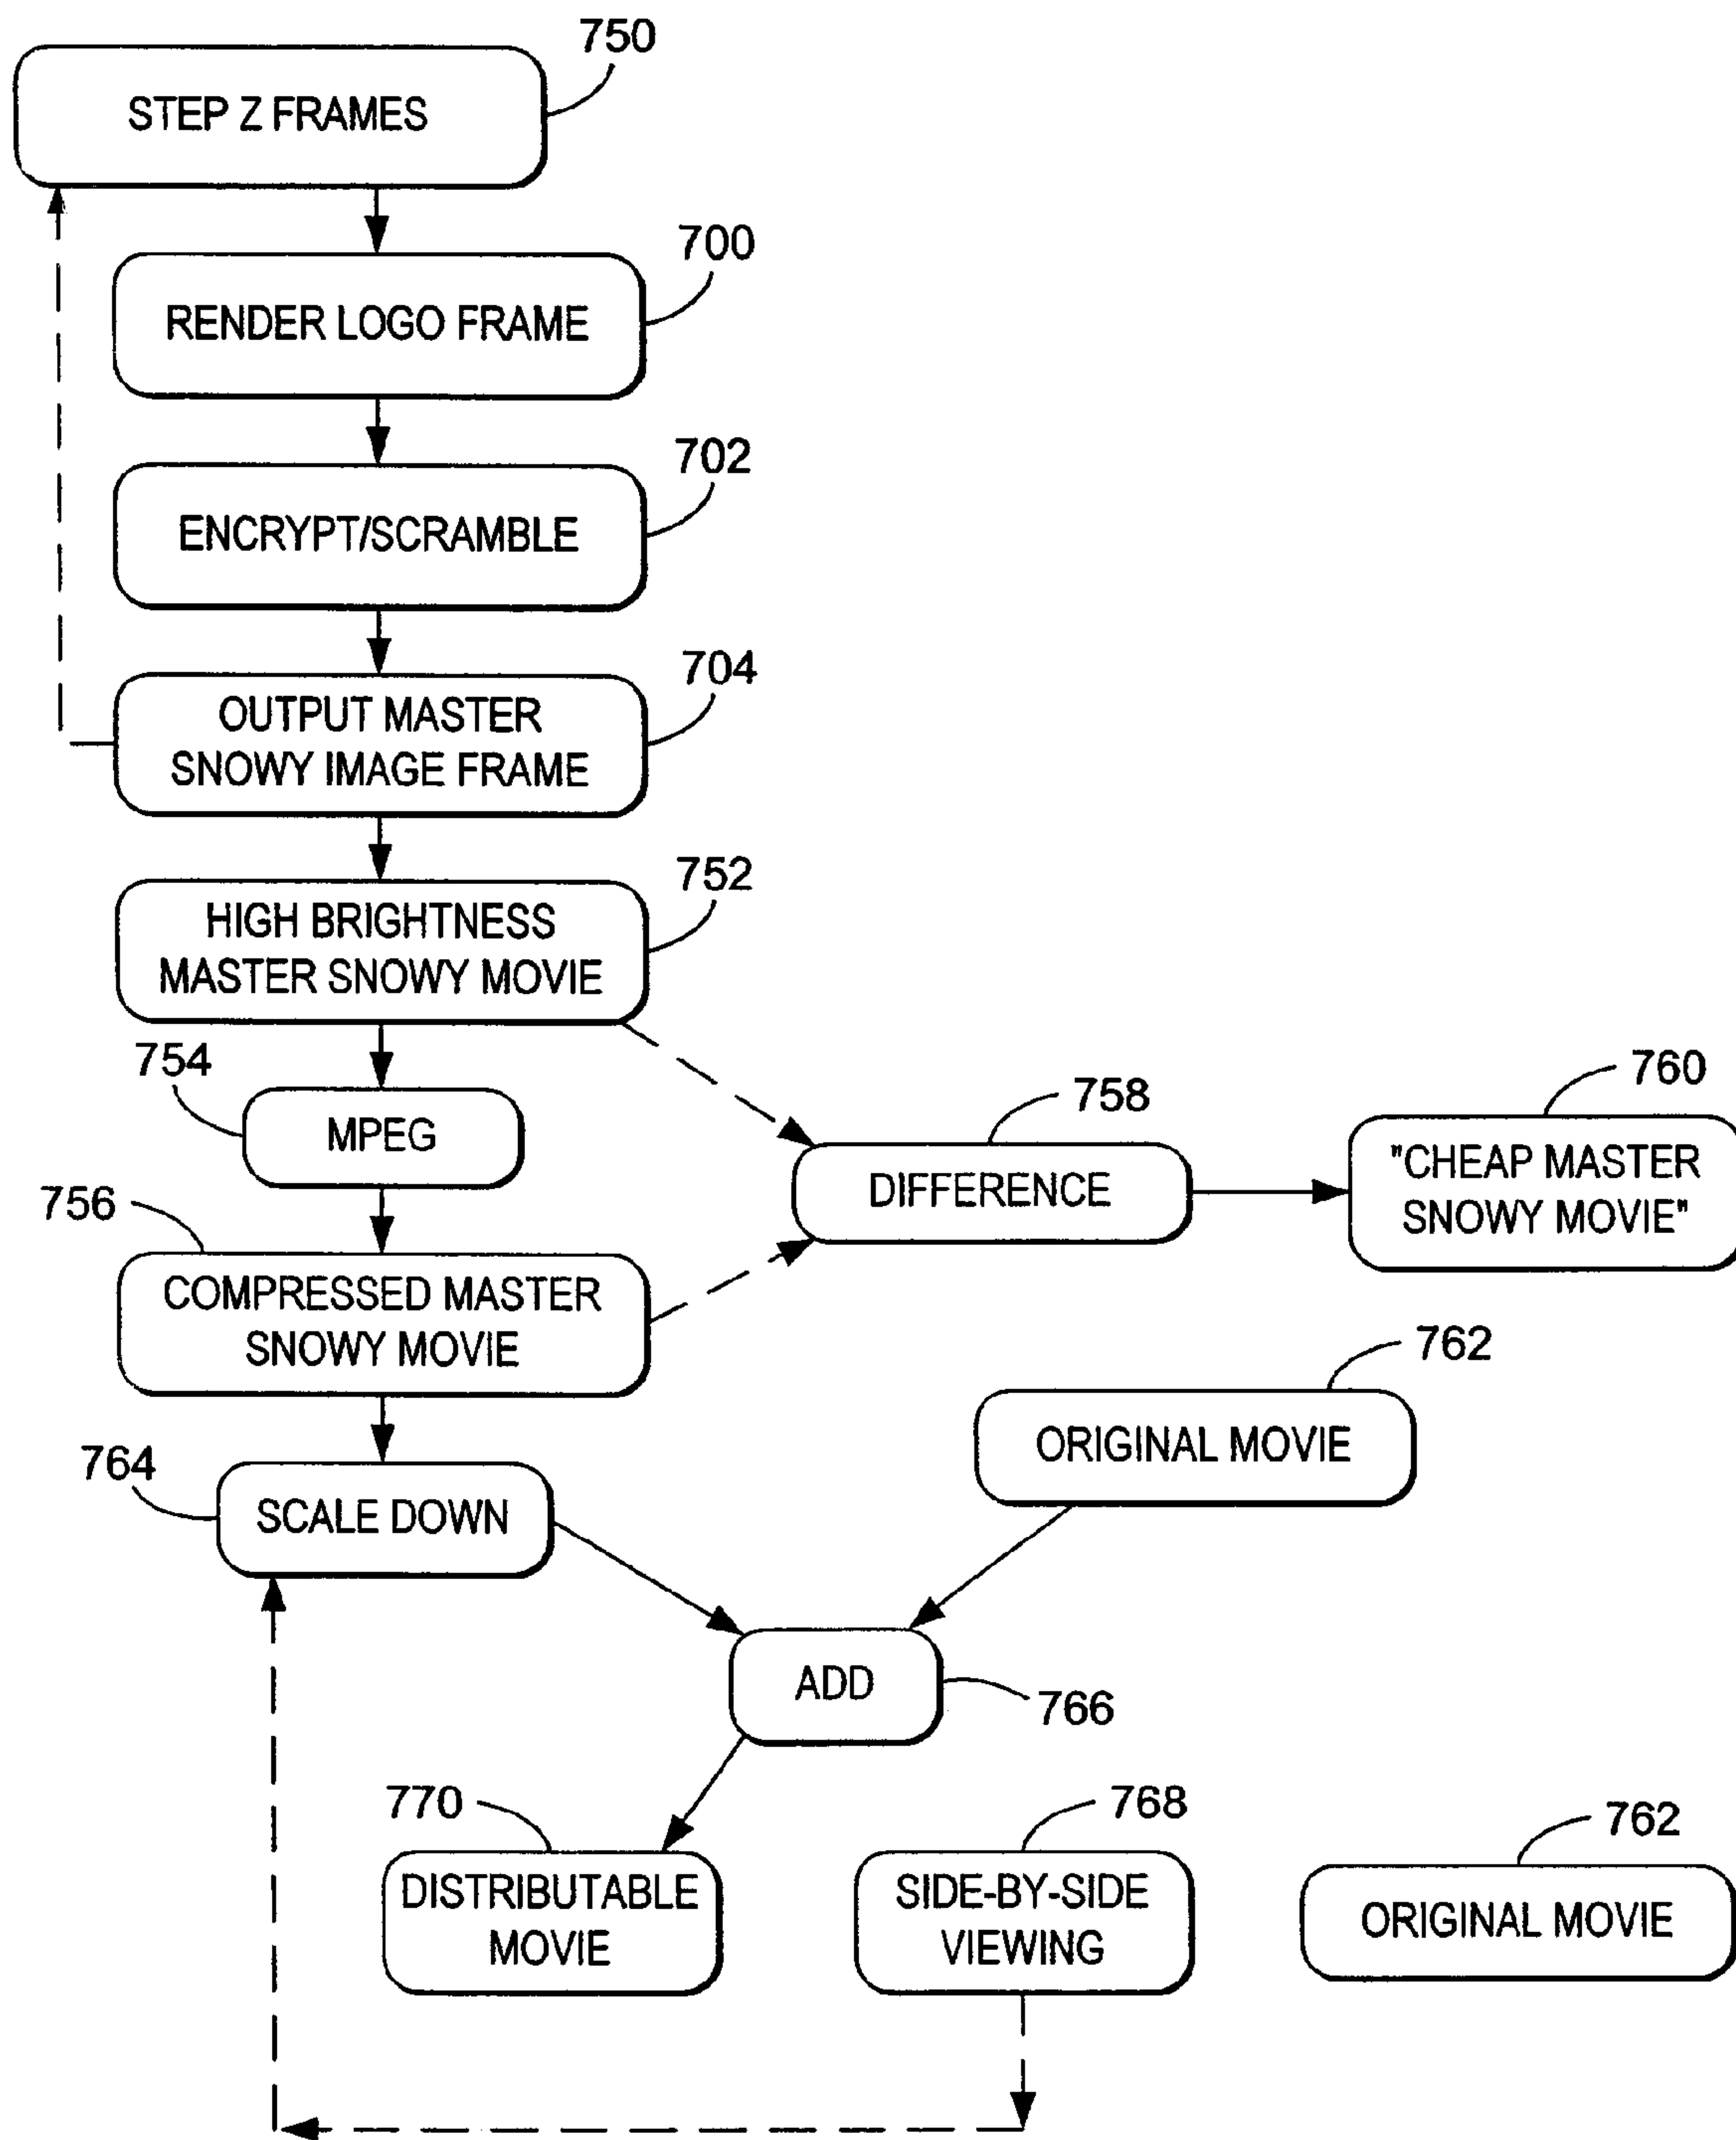 750
STEP Z FRAMES
700
RENDER LOGO FRAME
702
ENCRYPT/SCRAMBLE
704
OUTPUT MASTER
SNOWY IMAGE FRAME
752
HIGH BRIGHTNESS
MASTER SNOWY MOVIE
754
MPEG
758
DIFFERENCE
760
"CHEAP MASTER
SNOWY MOVIE"
756
COMPRESSED MASTER
SNOWY MOVIE
762
ORIGINAL MOVIE
764
SCALE DOWN
ADD
766
770
DISTRIBUTABLE
MOVIE
768
SIDE-BY-SIDE
VIEWING
762
ORIGINAL MOVIE